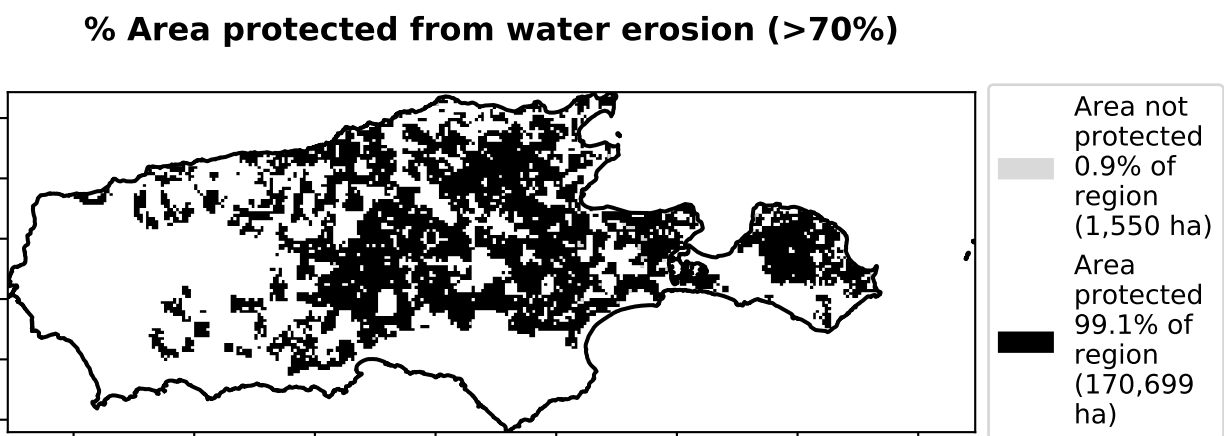 % Area protected from water erosion (>70%)
Area not
protected
0.9% of
region
(1,550 ha)
Area
protected
99.1% of
region
(170,699
ha)